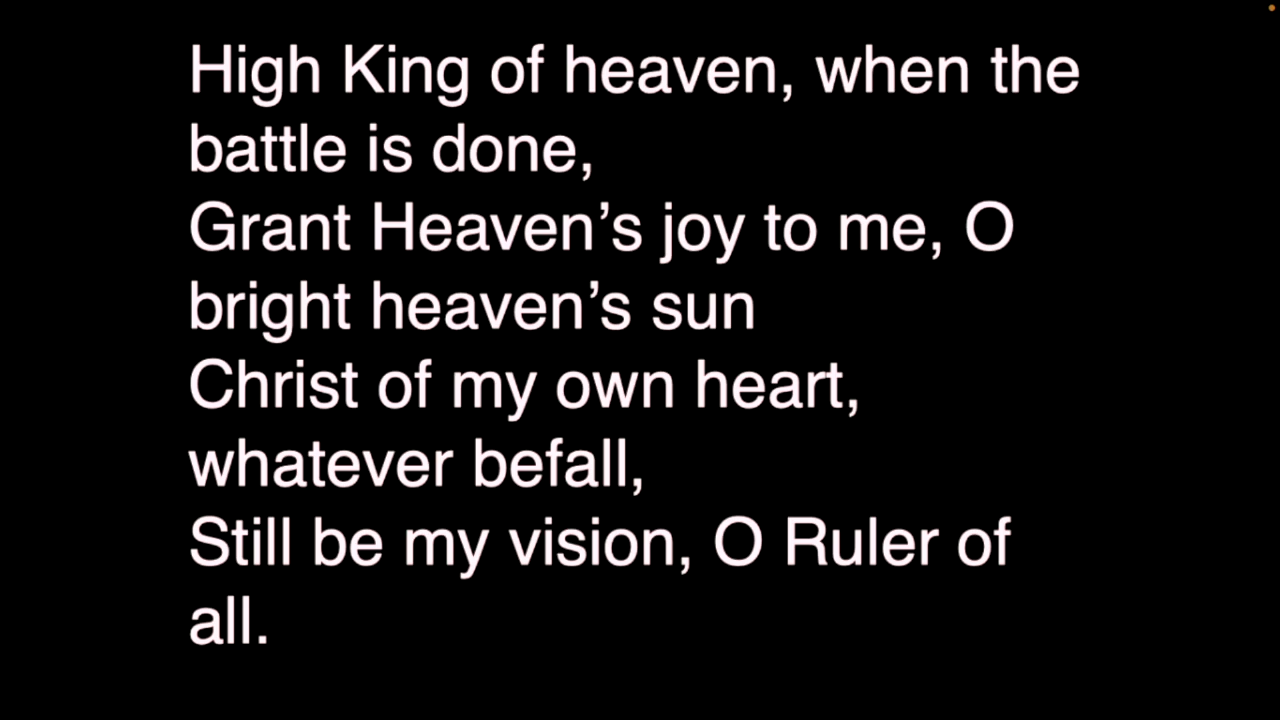 High King of heaven, when the
battle is done,
Grant Heaven’s joy to me, O
bright heaven’s sun
Christ of my own heart,
whatever befall,
Still be my vision, O Ruler of
all.